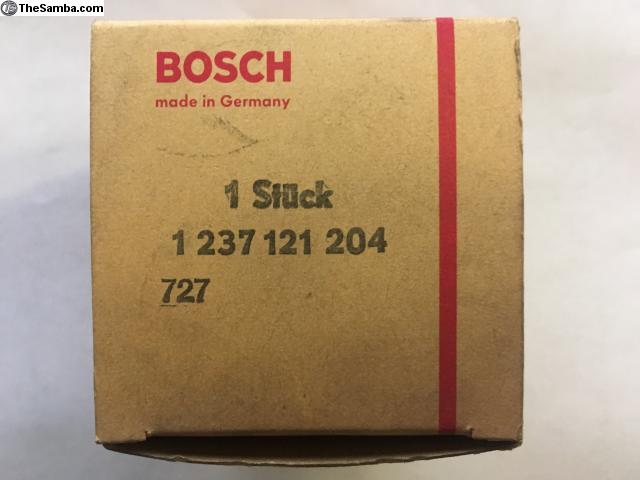 TheSamba.com
BOSCH
made in Germany
1 Stück
1 237 121 204
727